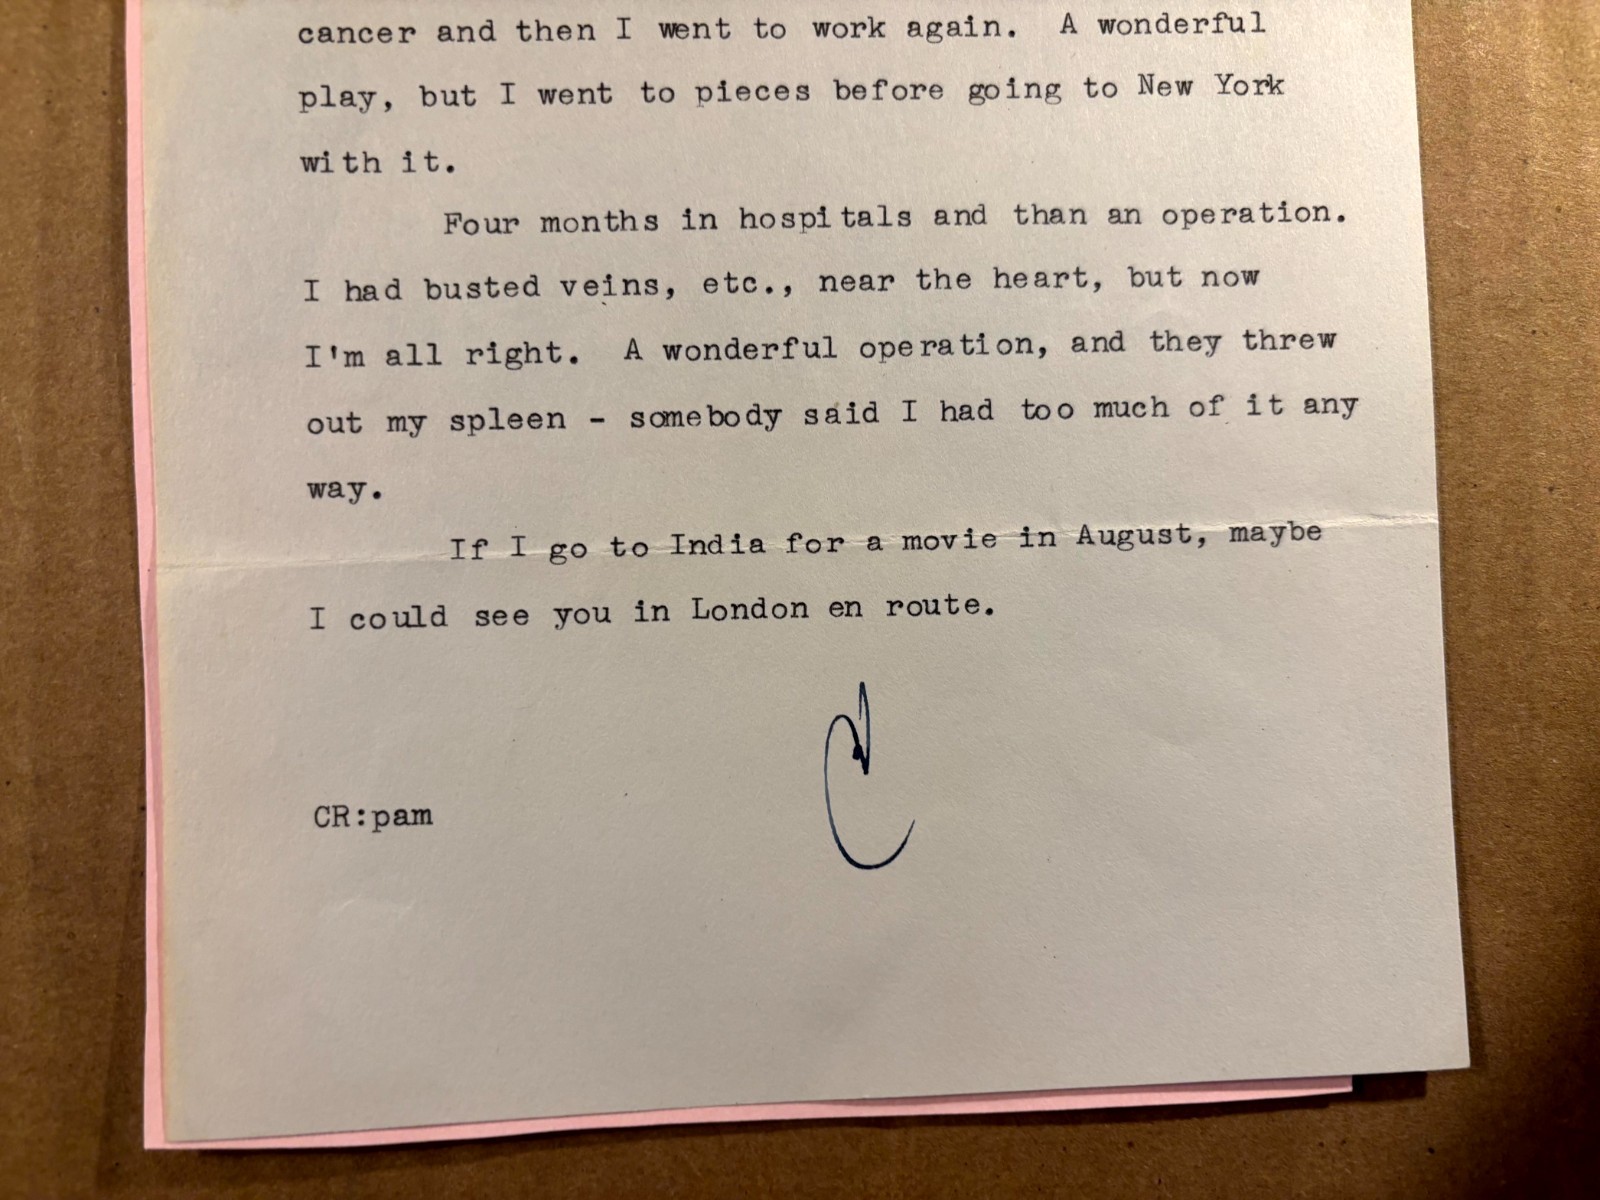 cancer and then I went to work again.  A wonderful
play, but I went to pieces before going to New York
with it.
Four months in hospitals and than an operation.
I had busted veins, etc., near the heart, but now
I'm all right.  A wonderful operation, and they threw
out my spleen - somebody said I had too much of it any
way.
If I go to India for a movie in August, maybe
I could see you in London en route.
C
CR:pam